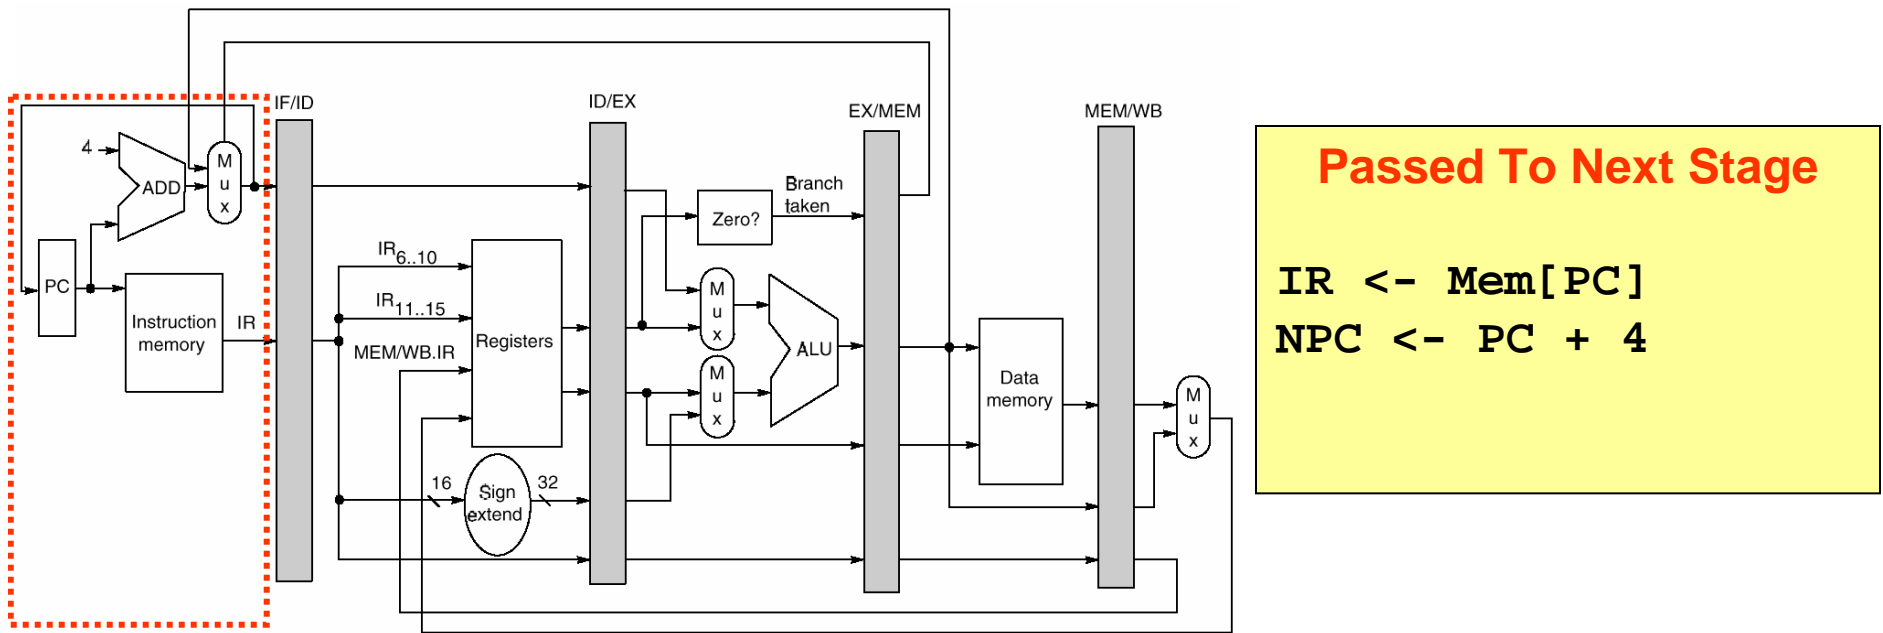 IF/ID
ID/EX
EX/MEM
MEM/WB
4
ADD
M
u
x
PC
Instruction
memory
IR
IR6..10
IR11..15
MEM/WB.IR
Registers
16
Sign
extend
32
Zero?
Branch
taken
M
u
x
M
u
x
ALU
Data
memory
M
u
x
Passed To Next Stage
IR <- Mem[PC]
NPC <- PC + 4